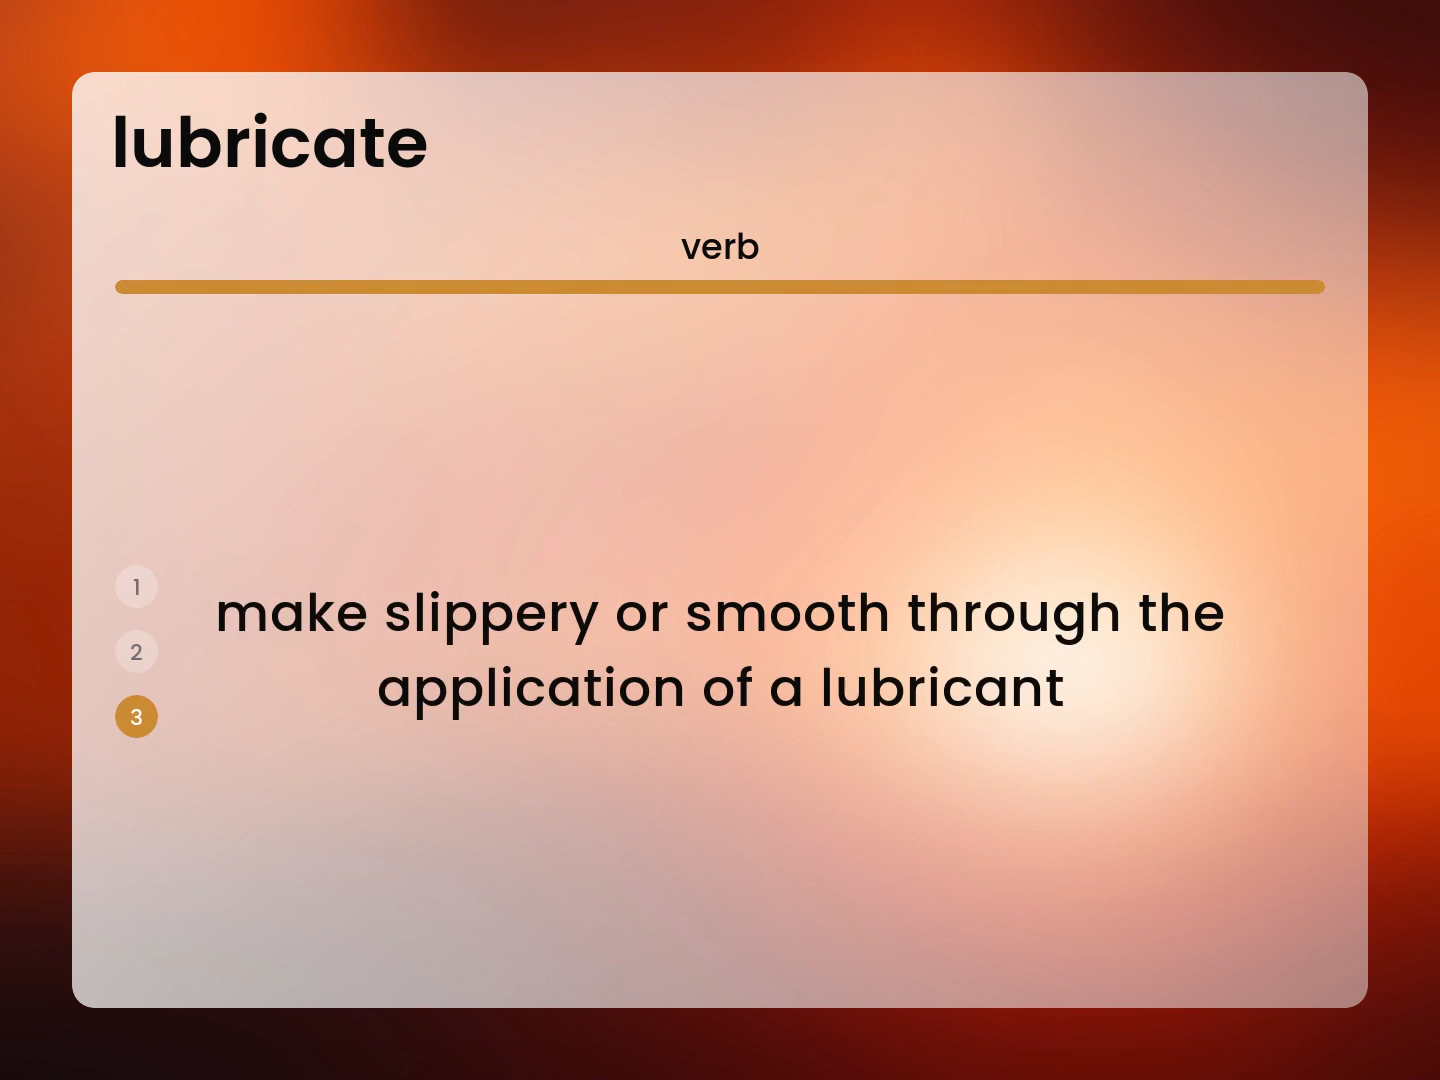 lubricate
verb
1
2
3
make slippery or smooth through the
application of a lubricant